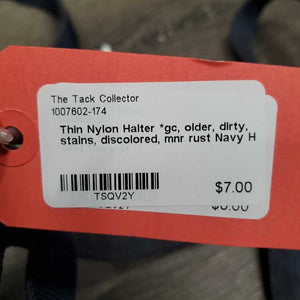 The Tack Collector
1007602-174
Thin Nylon Halter *gc, older, dirty,
stains, discolored, mnr rust Navy H
TSQV2Y
$7.00